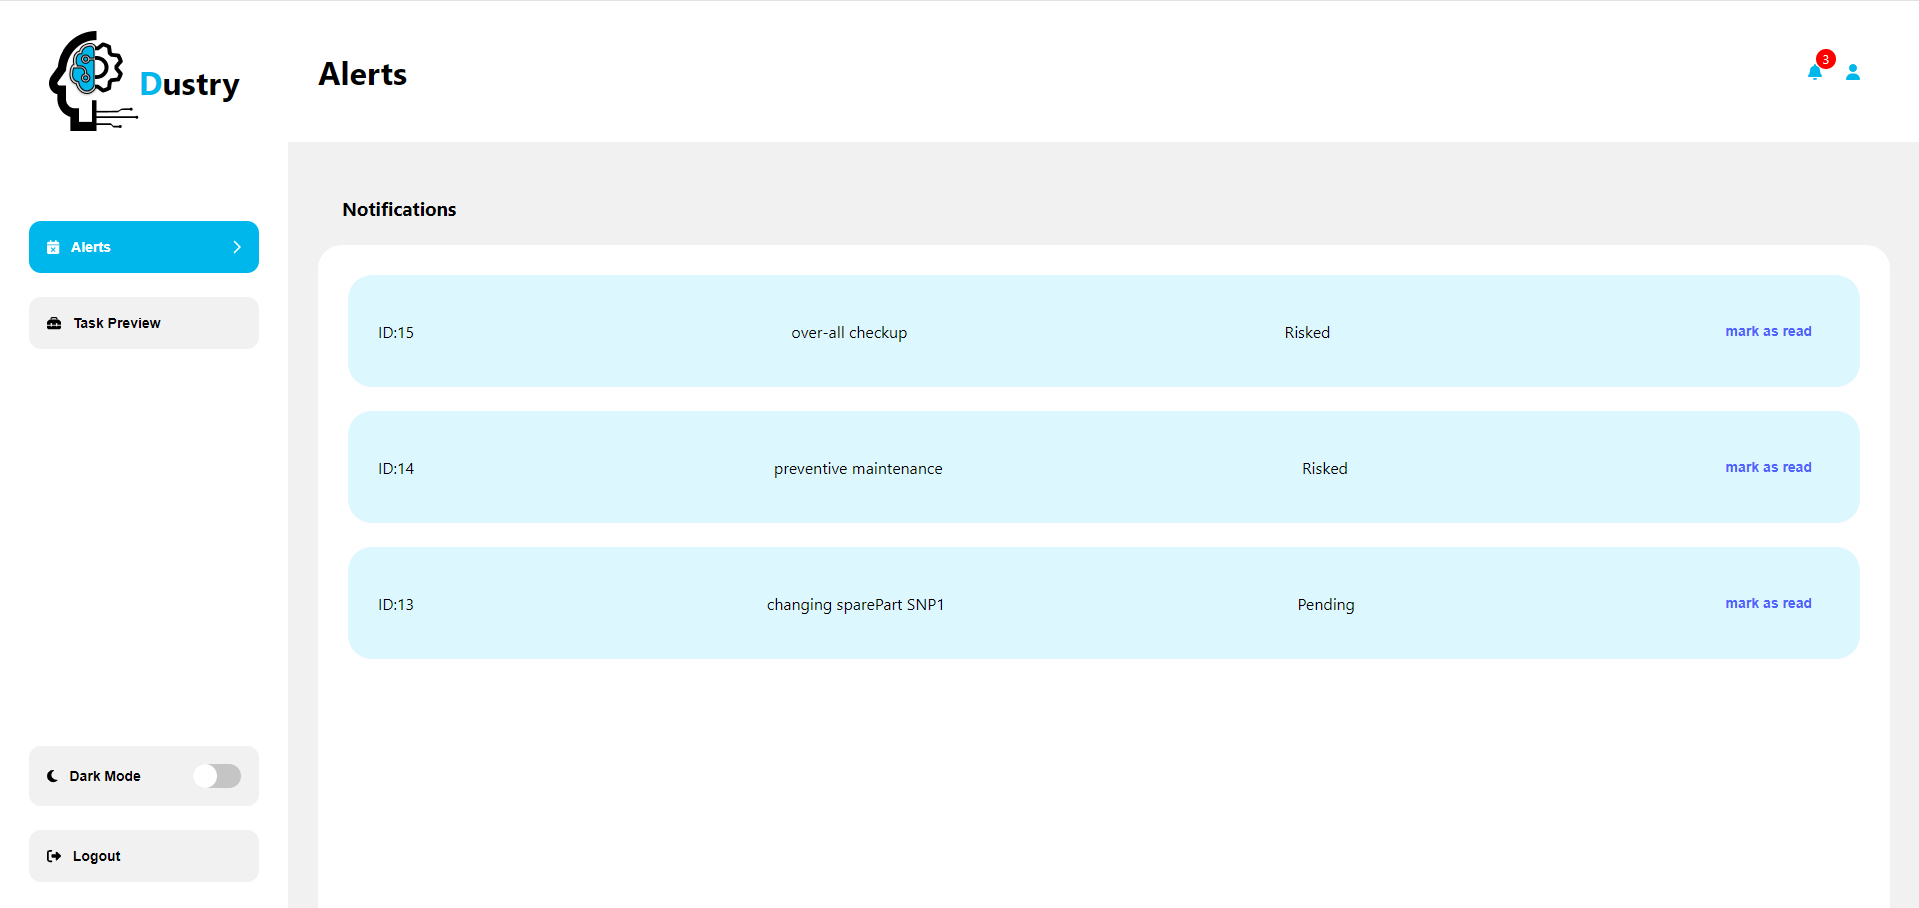 Dustry
Alerts
3
Alerts
Task Preview
Dark Mode
Logout
Notifications
ID:15 over-all checkup Risked mark as read
ID:14 preventive maintenance Risked mark as read
ID:13 changing sparePart SNP1 Pending mark as read